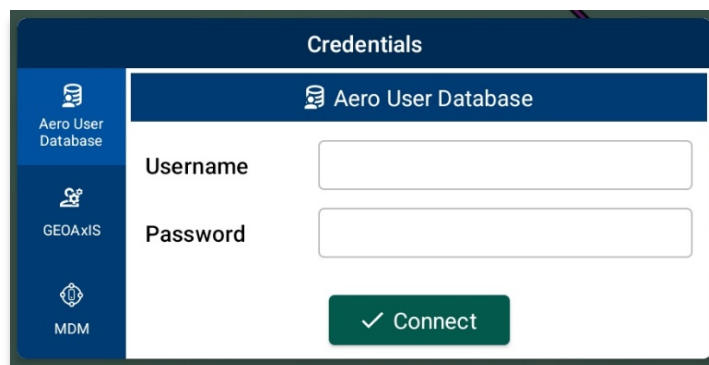 Credentials
Aero User
Database
GEOAxIS
MDM
Aero User Database
Username
Password
Connect